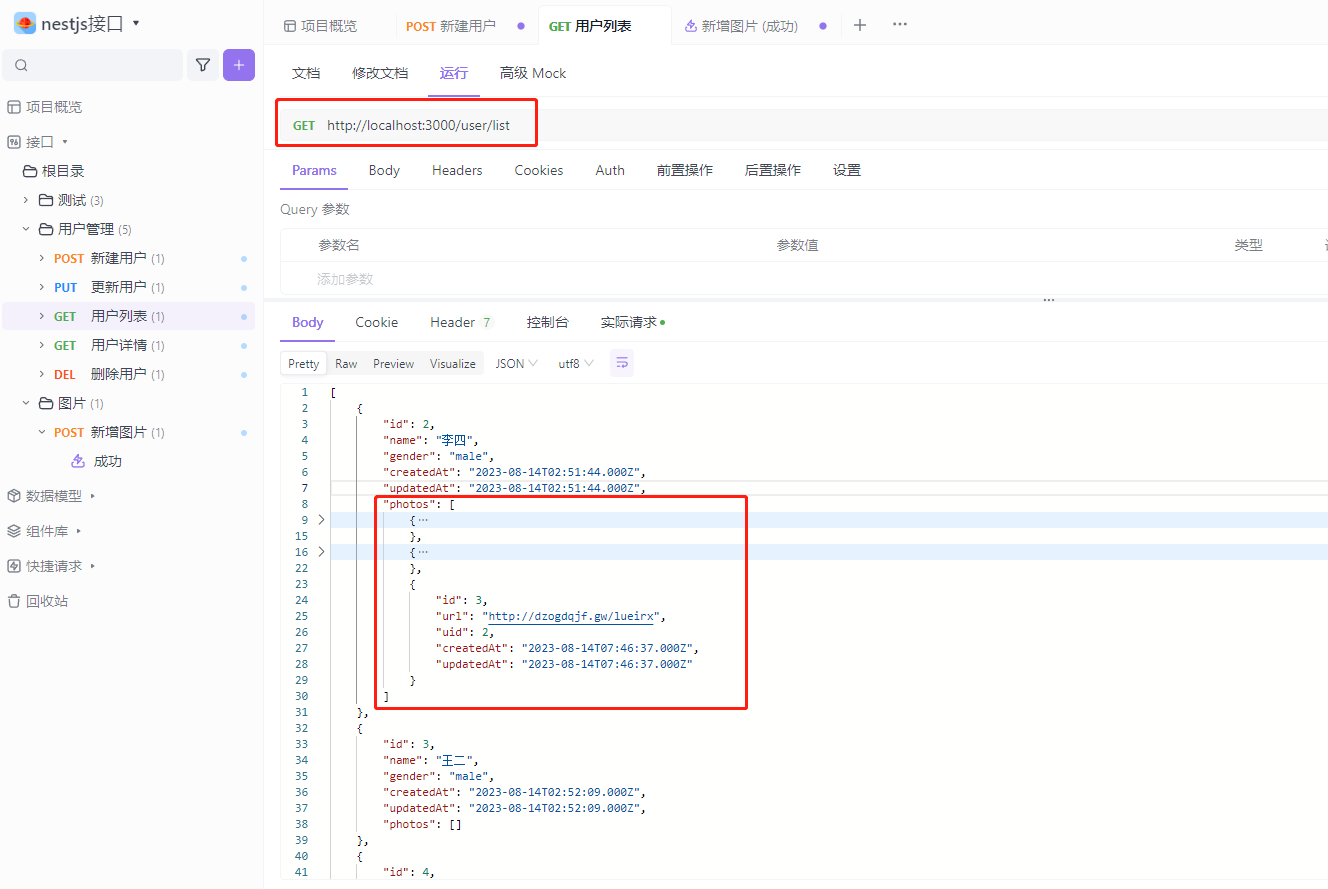 nestjs接口
项目概览
接口
根目录
测试 (3)
用户管理 (5)
POST 新建用户 (1)
PUT 更新用户 (1)
GET 用户列表 (1)
GET 用户详情 (1)
DEL 删除用户 (1)
图片 (1)
POST 新增图片 (1)
成功
数据模型
组件库
快捷请求
回收站
项目概览 POST 新建用户 GET 用户列表 新增图片 (成功)
文档 修改文档 运行 高级 Mock
GET http://localhost:3000/user/list
Params Body Headers Cookies Auth 前置操作 后置操作 设置
Query 参数
参数名 参数值 类型
添加参数
Body Cookie Header 7 控制台 实际请求
Pretty Raw Preview Visualize JSON utf8
1 [
2 {
3 "id": 2,
4 "name": "李四",
5 "gender": "male",
6 "createdAt": "2023-08-14T02:51:44.000Z",
7 "updatedAt": "2023-08-14T02:51:44.000Z",
8 "photos": [
9 {···
15 },
16 {···
22 },
23 {
24 "id": 3,
25 "url": "http://dzogdqjf.gw/lueirx",
26 "uid": 2,
27 "createdAt": "2023-08-14T07:46:37.000Z",
28 "updatedAt": "2023-08-14T07:46:37.000Z"
29 }
30 ]
31 },
32 {
33 "id": 3,
34 "name": "王二",
35 "gender": "male",
36 "createdAt": "2023-08-14T02:52:09.000Z",
37 "updatedAt": "2023-08-14T02:52:09.000Z",
38 "photos": []
39 },
40 {
41 "id": 4,